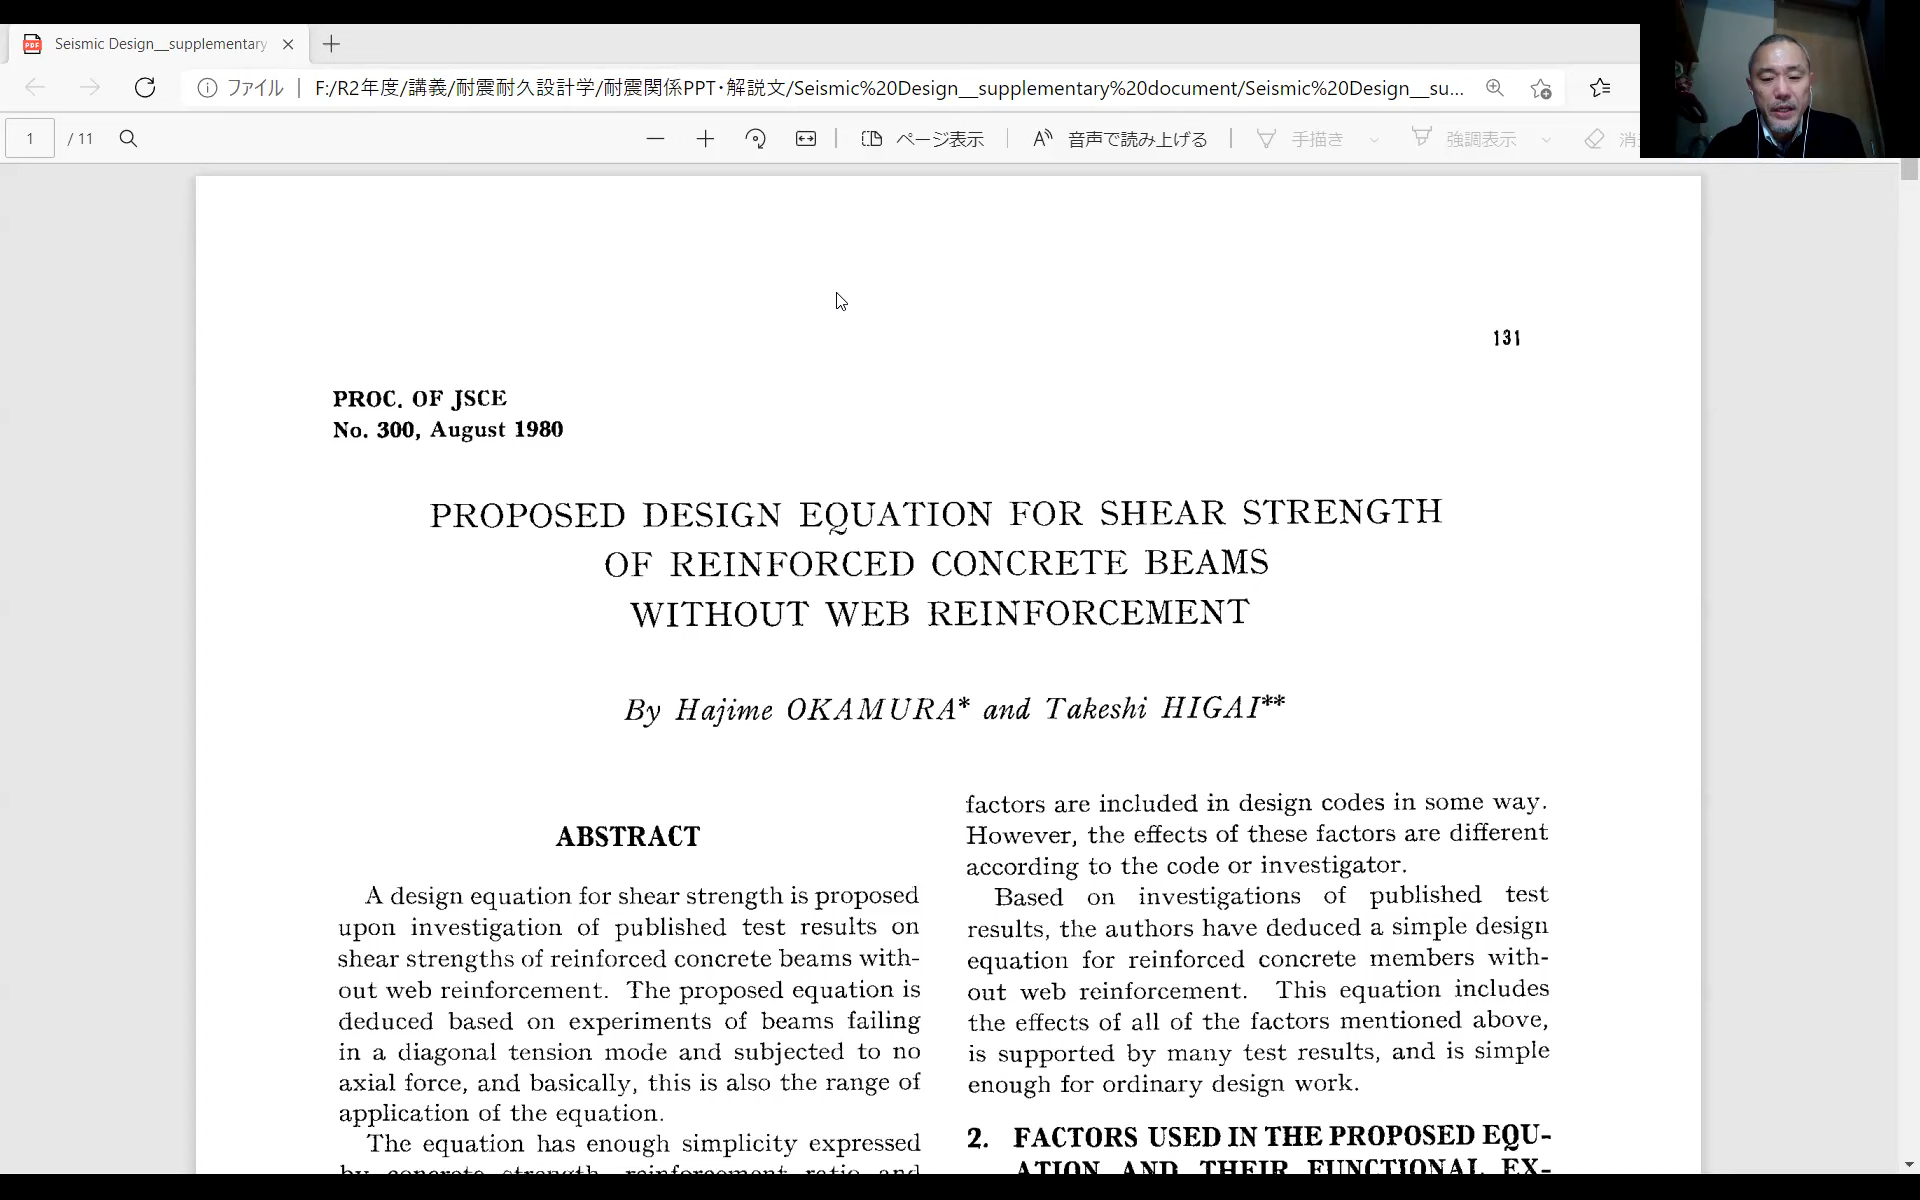 Seismic Design__supplementary
ファイル
F:/R2年度/講義/耐震耐久設計学/耐震関係PPT・解説文/Seismic%20Design__supplementary%20document/Seismic%20Design__su...
1 / 11
ページ表示
音声で読み上げる
手描き
強調表示
131
PROC. OF JSCE
No. 300, August 1980
PROPOSED DESIGN EQUATION FOR SHEAR STRENGTH
OF REINFORCED CONCRETE BEAMS
WITHOUT WEB REINFORCEMENT
By Hajime OKAMURA* and Takeshi HIGAI**
ABSTRACT
A design equation for shear strength is proposed
upon investigation of published test results on
shear strengths of reinforced concrete beams with-
out web reinforcement. The proposed equation is
deduced based on experiments of beams failing
in a diagonal tension mode and subjected to no
axial force, and basically, this is also the range of
application of the equation.
The equation has enough simplicity expressed
by concrete strength, reinforcement ratio and
factors are included in design codes in some way.
However, the effects of these factors are different
according to the code or investigator.
Based on investigations of published test
results, the authors have deduced a simple design
equation for reinforced concrete members with-
out web reinforcement. This equation includes
the effects of all of the factors mentioned above,
is supported by many test results, and is simple
enough for ordinary design work.
2. FACTORS USED IN THE PROPOSED EQU-
ATION AND THEIR FUNCTIONAL EX-